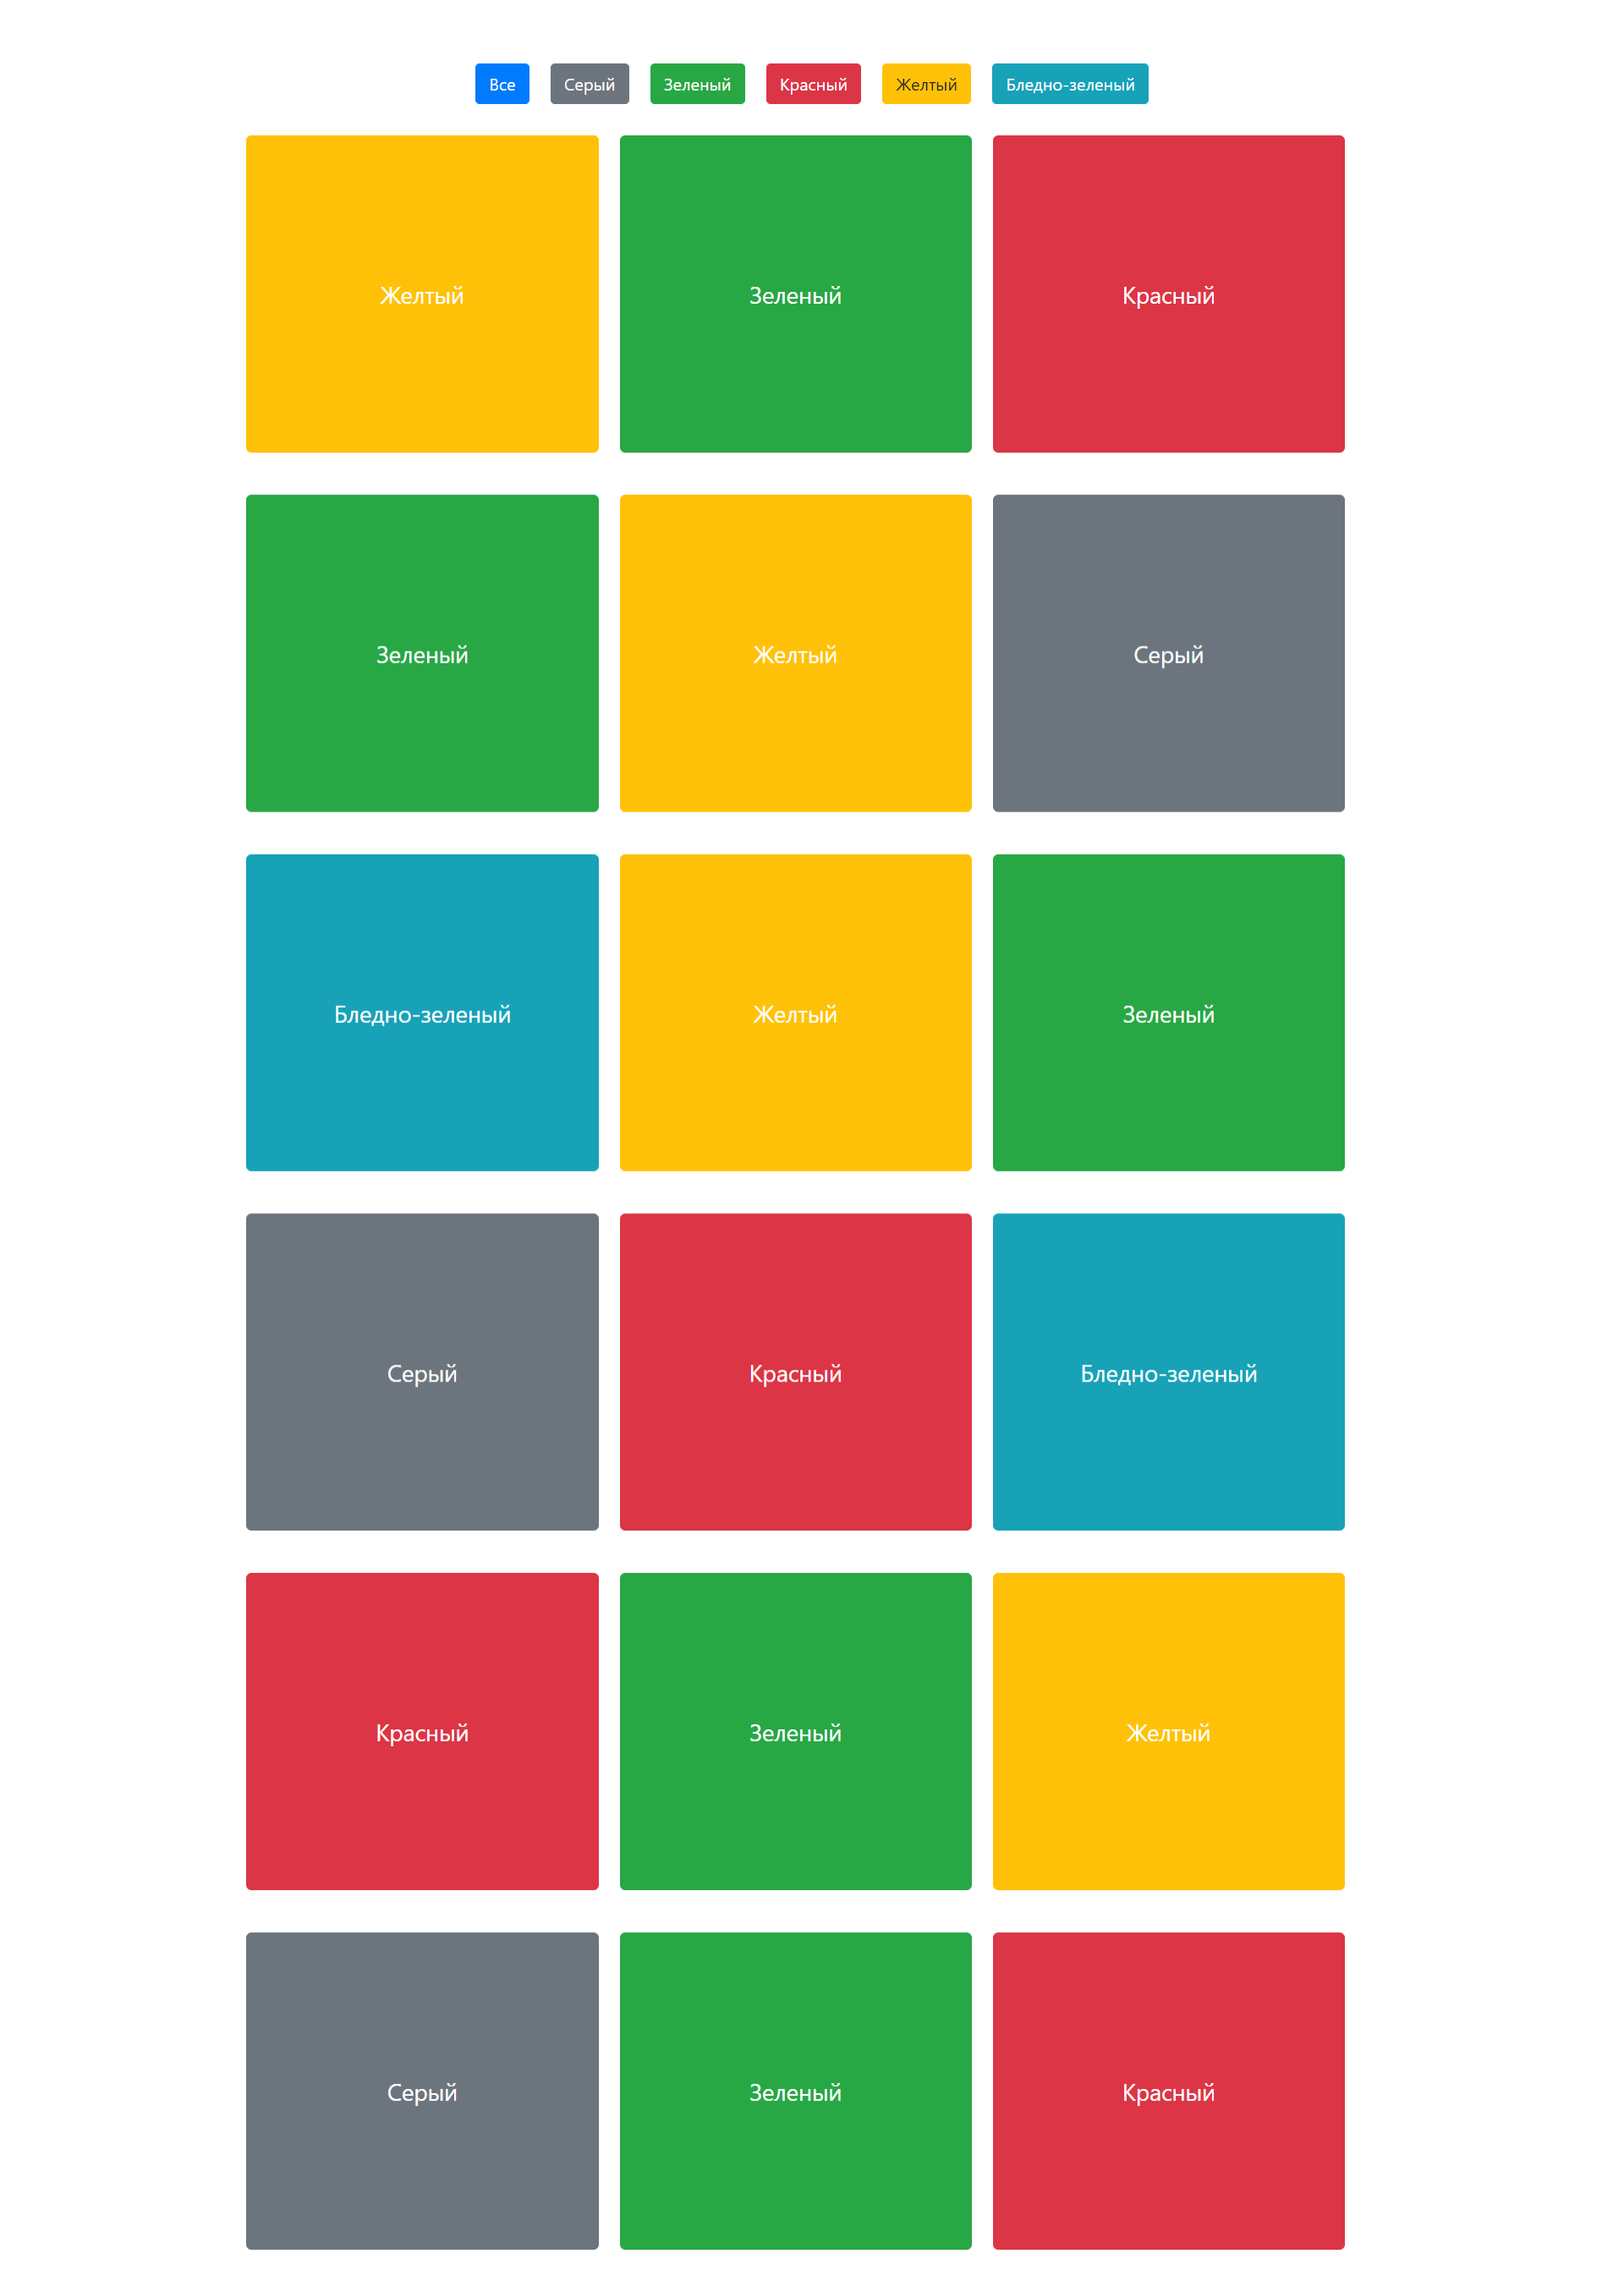 Все Серый Зеленый Красный Желтый Бледно-зеленый
Желтый Зеленый Красный
Зеленый Желтый Серый
Бледно-зеленый Желтый Зеленый
Серый Красный Бледно-зеленый
Красный Зеленый Желтый
Серый Зеленый Красный